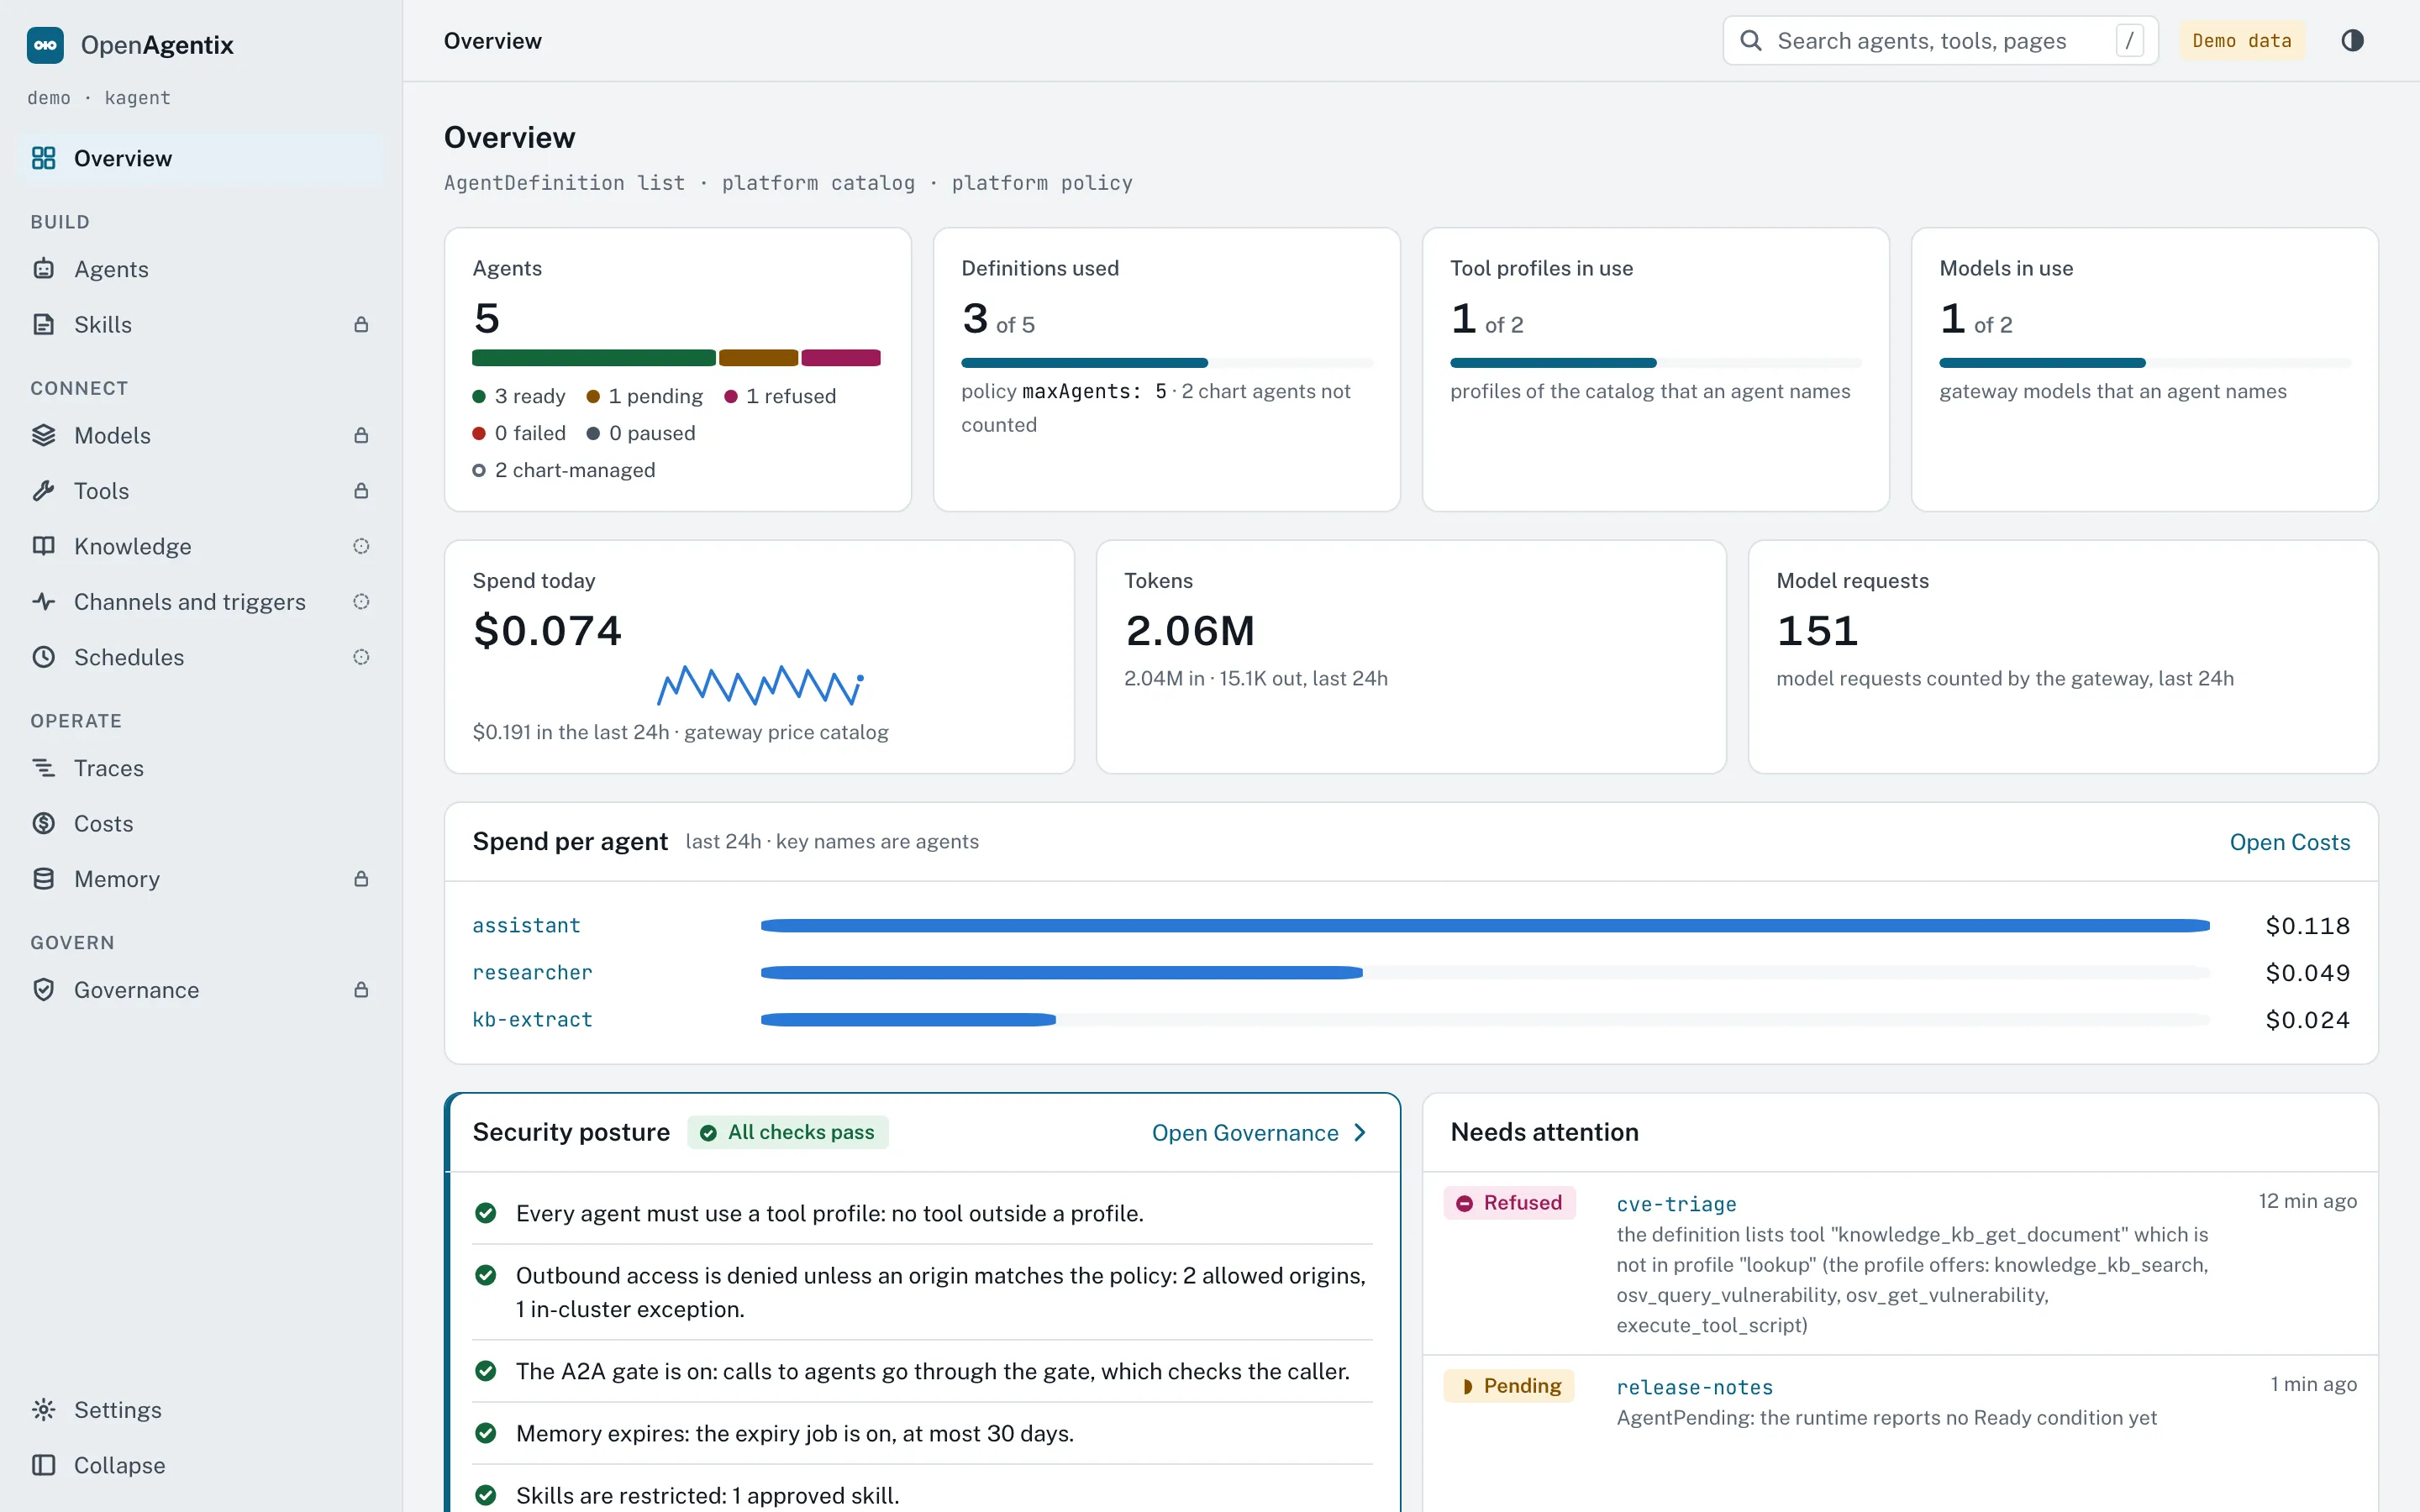 OpenAgentix
demo · kagent
Overview
BUILD
Agents
Skills
CONNECT
Models
Tools
Knowledge
Channels and triggers
Schedules
OPERATE
Traces
Costs
Memory
GOVERN
Governance
Settings
Collapse
Overview
Search agents, tools, pages
/
Demo data
Overview
AgentDefinition list · platform catalog · platform policy
Agents
5
3 ready 1 pending 1 refused
0 failed 0 paused
2 chart-managed
Definitions used
3 of 5
policy maxAgents: 5 · 2 chart agents not
counted
Tool profiles in use
1 of 2
profiles of the catalog that an agent names
Models in use
1 of 2
gateway models that an agent names
Spend today
$0.074
$0.191 in the last 24h · gateway price catalog
Tokens
2.06M
2.04M in · 15.1K out, last 24h
Model requests
151
model requests counted by the gateway, last 24h
Spend per agent last 24h · key names are agents
Open Costs
assistant $0.118
researcher $0.049
kb-extract $0.024
Security posture All checks pass Open Governance
Every agent must use a tool profile: no tool outside a profile.
Outbound access is denied unless an origin matches the policy: 2 allowed origins,
1 in-cluster exception.
The A2A gate is on: calls to agents go through the gate, which checks the caller.
Memory expires: the expiry job is on, at most 30 days.
Skills are restricted: 1 approved skill.
Needs attention
Refused cve-triage 12 min ago
the definition lists tool "knowledge_kb_get_document" which is
not in profile "lookup" (the profile offers: knowledge_kb_search,
osv_query_vulnerability, osv_get_vulnerability,
execute_tool_script)
Pending release-notes 1 min ago
AgentPending: the runtime reports no Ready condition yet